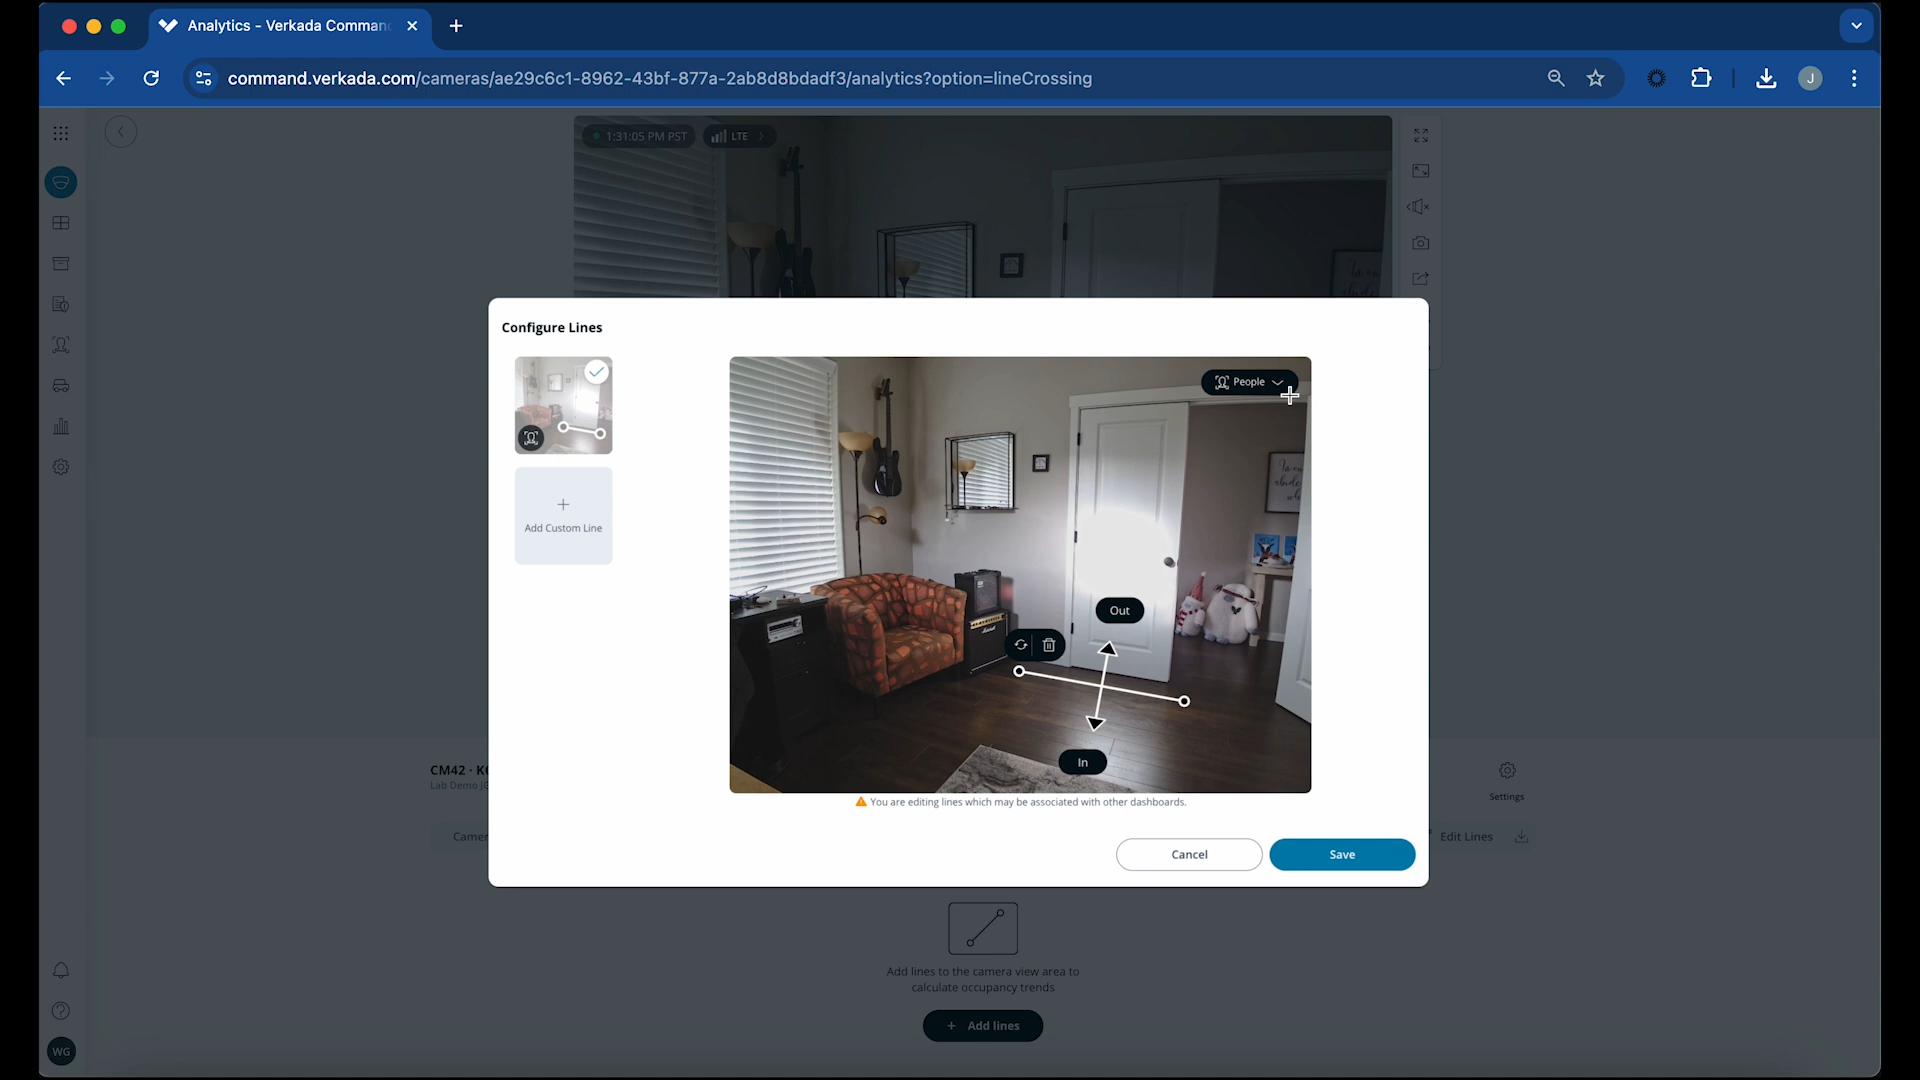 Analytics - Verkada Comman
command.verkada.com/cameras/ae29c6c1-8962-43bf-877a-2ab8d8bdadf3/analytics?option=lineCrossing
J
1:31:05 PM PST
LTE
Configure Lines
People
Add Custom Line
Out
In
You are editing lines which may be associated with other dashboards.
Cancel
Save
CM42 · K
Lab Demo
Settings
Camer
Edit Lines
Add lines to the camera view area to
calculate occupancy trends
Add lines
WG